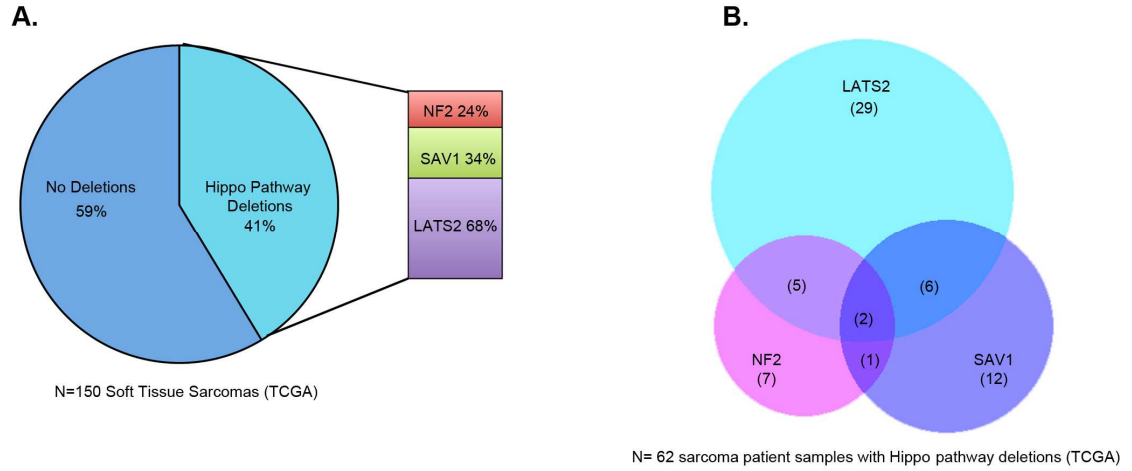 A.
No Deletions
59%
Hippo Pathway
Deletions
41%
NF2 24%
SAV1 34%
LATS2 68%
N=150 Soft Tissue Sarcomas (TCGA)
B.
LATS2
(29)
(5)
(6)
(2)
(1)
NF2
(7)
SAV1
(12)
N= 62 sarcoma patient samples with Hippo pathway deletions (TCGA)